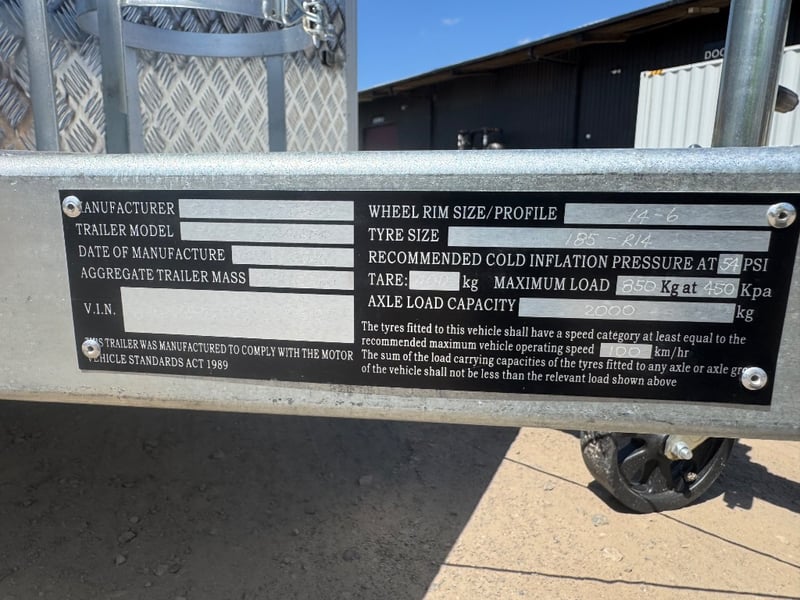 DOC
MANUFACTURER
TRAILER MODEL
DATE OF MANUFACTURE
AGGREGATE TRAILER MASS
V.I.N.
THIS TRAILER WAS MANUFACTURED TO COMPLY WITH THE MOTOR
VEHICLE STANDARDS ACT 1989
WHEEL RIM SIZE/PROFILE 14-6
TYRE SIZE 185-R14
RECOMMENDED COLD INFLATION PRESSURE AT 54 PSI
TARE: kg MAXIMUM LOAD 850 Kg at 450 Kpa
AXLE LOAD CAPACITY 2000 kg
The tyres fitted to this vehicle shall have a speed category at least equal to the
recommended maximum vehicle operating speed 100 km/hr
The sum of the load carrying capacities of the tyres fitted to any axle or axle gro
of the vehicle shall not be less than the relevant load shown above